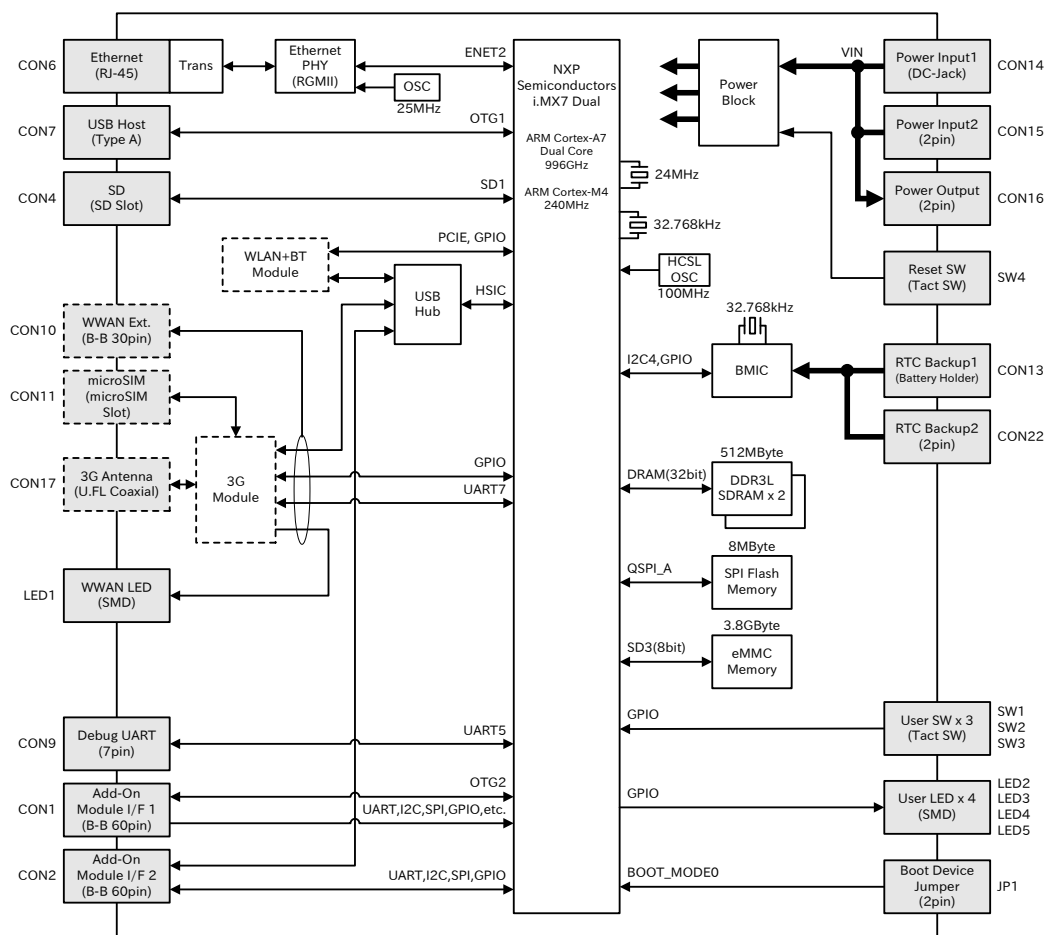 CON6
Ethernet
(RJ-45)
Trans
Ethernet
PHY
(RGMII)
OSC
25MHz
ENET2
CON7
USB Host
(Type A)
OTG1
CON4
SD
(SD Slot)
SD1
WLAN+BT
Module
PCIE, GPIO
USB
Hub
HSIC
CON10
WWAN Ext.
(B-B 30pin)
CON11
microSIM
(microSIM
Slot)
CON17
3G Antenna
(U.FL Coaxial)
3G
Module
GPIO
UART7
LED1
WWAN LED
(SMD)
CON9
Debug UART
(7pin)
UART5
CON1
Add-On
Module I/F 1
(B-B 60pin)
OTG2
UART,I2C,SPI,GPIO,etc.
CON2
Add-On
Module I/F 2
(B-B 60pin)
UART,I2C,SPI,GPIO
NXP
Semiconductors
i.MX7 Dual
ARM Cortex-A7
Dual Core
996GHz
ARM Cortex-M4
240MHz
24MHz
32.768kHz
HCSL
OSC
100MHz
Power
Block
VIN
Power Input1
(DC-Jack)
CON14
Power Input2
(2pin)
CON15
Power Output
(2pin)
CON16
Reset SW
(Tact SW)
SW4
32.768kHz
I2C4,GPIO
BMIC
RTC Backup1
(Battery Holder)
CON13
RTC Backup2
(2pin)
CON22
512MByte
DRAM(32bit)
DDR3L
SDRAM x 2
8MByte
QSPI_A
SPI Flash
Memory
3.8GByte
SD3(8bit)
eMMC
Memory
GPIO
User SW x 3
(Tact SW)
SW1
SW2
SW3
GPIO
User LED x 4
(SMD)
LED2
LED3
LED4
LED5
BOOT_MODE0
Boot Device
Jumper
(2pin)
JP1